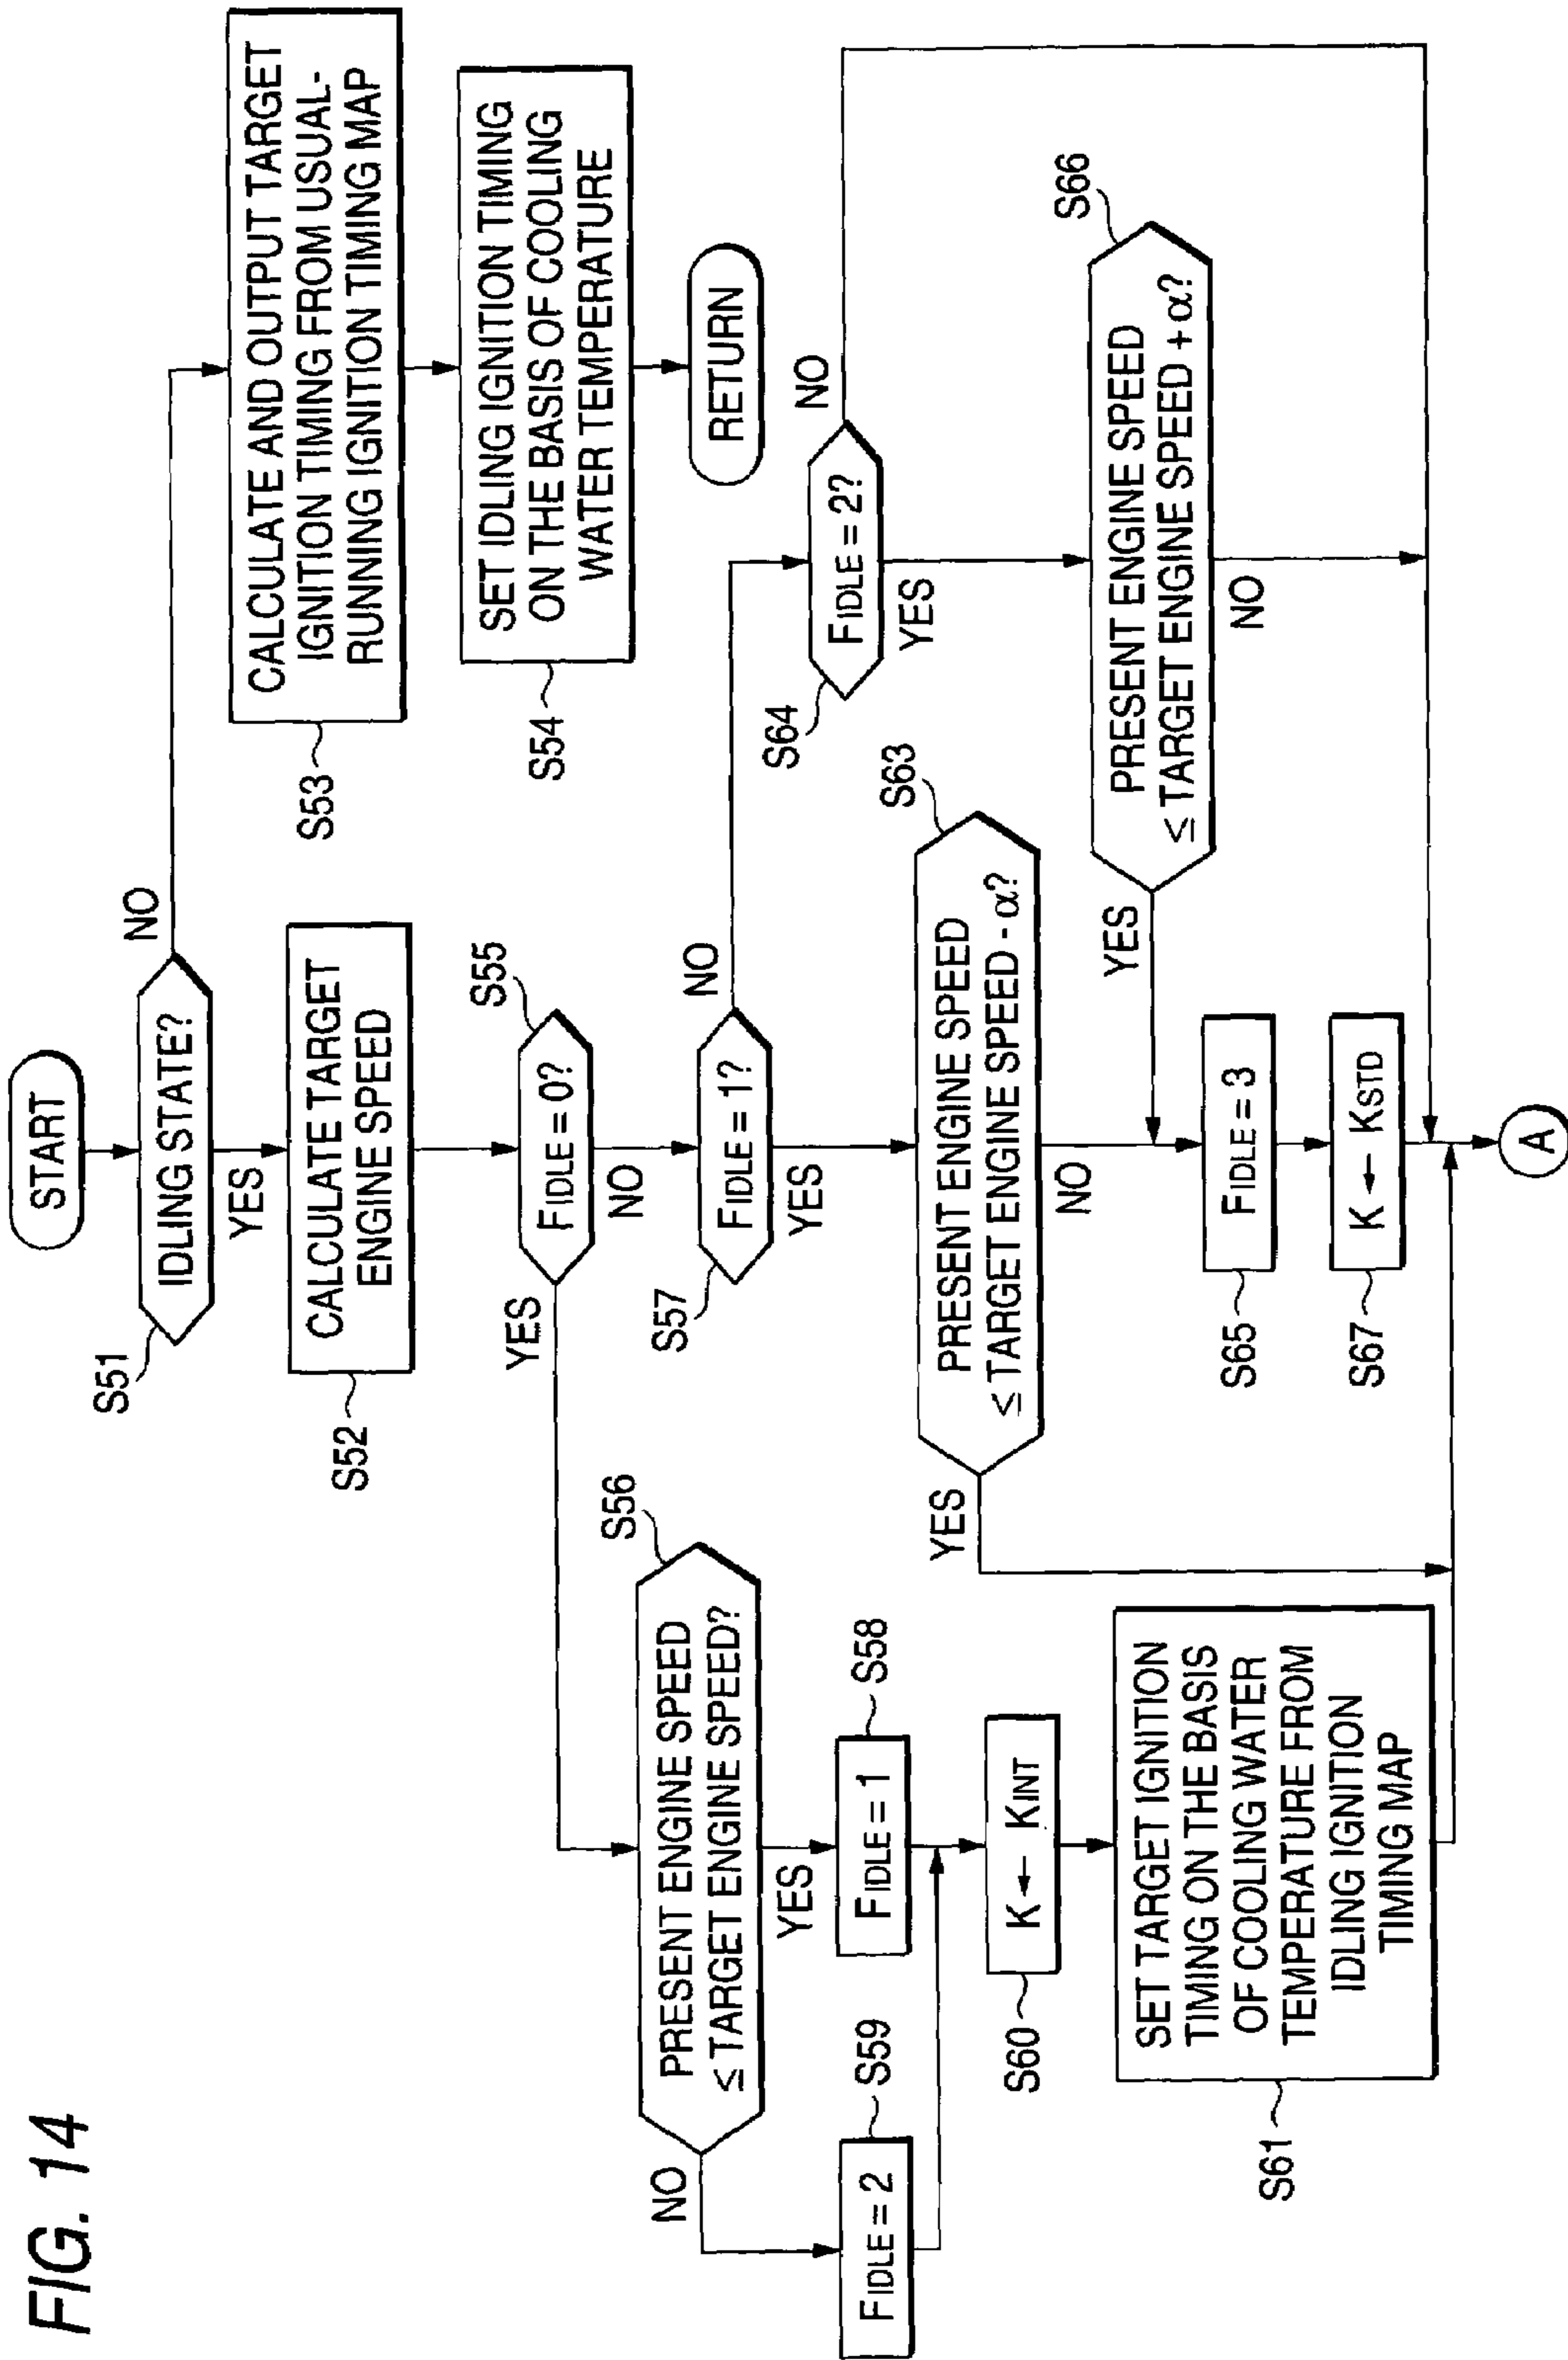 FIG. 14
START
S51
IDLING STATE?
NO
YES
S52
CALCULATE TARGET
ENGINE SPEED
S53
CALCULATE AND OUTPUT TARGET
IGNITION TIMING FROM USUAL-
RUNNING IGNITION TIMING MAP
S54
SET IDLING IGNITION TIMING
ON THE BASIS OF COOLING
WATER TEMPERATURE
RETURN
S55
FIDLE = 0?
YES
NO
S56
PRESENT ENGINE SPEED
≤ TARGET ENGINE SPEED?
NO
YES
S57
FIDLE = 1?
NO
YES
S58
FIDLE = 1
S59
FIDLE = 2
S60
K ← KINT
S61
SET TARGET IGNITION
TIMING ON THE BASIS
OF COOLING WATER
TEMPERATURE FROM
IDLING IGNITION
TIMING MAP
S63
PRESENT ENGINE SPEED
≤ TARGET ENGINE SPEED - α?
YES
NO
S64
FIDLE = 2?
NO
YES
S66
PRESENT ENGINE SPEED
≤ TARGET ENGINE SPEED + α?
YES
NO
S65
FIDLE = 3
S67
K ← KSTD
A